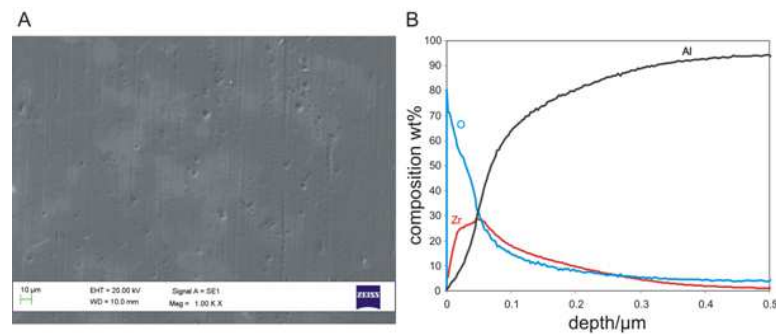 A
10 µm
EHT = 20.00 kV
WD = 10.0 mm
Signal A = SE1
Mag = 1.00 K X
ZEISS
B
composition wt%
100
90
80
70
60
50
40
30
20
10
0
Al
O
Zr
0
0.1
0.2
0.3
0.4
0.5
depth/µm